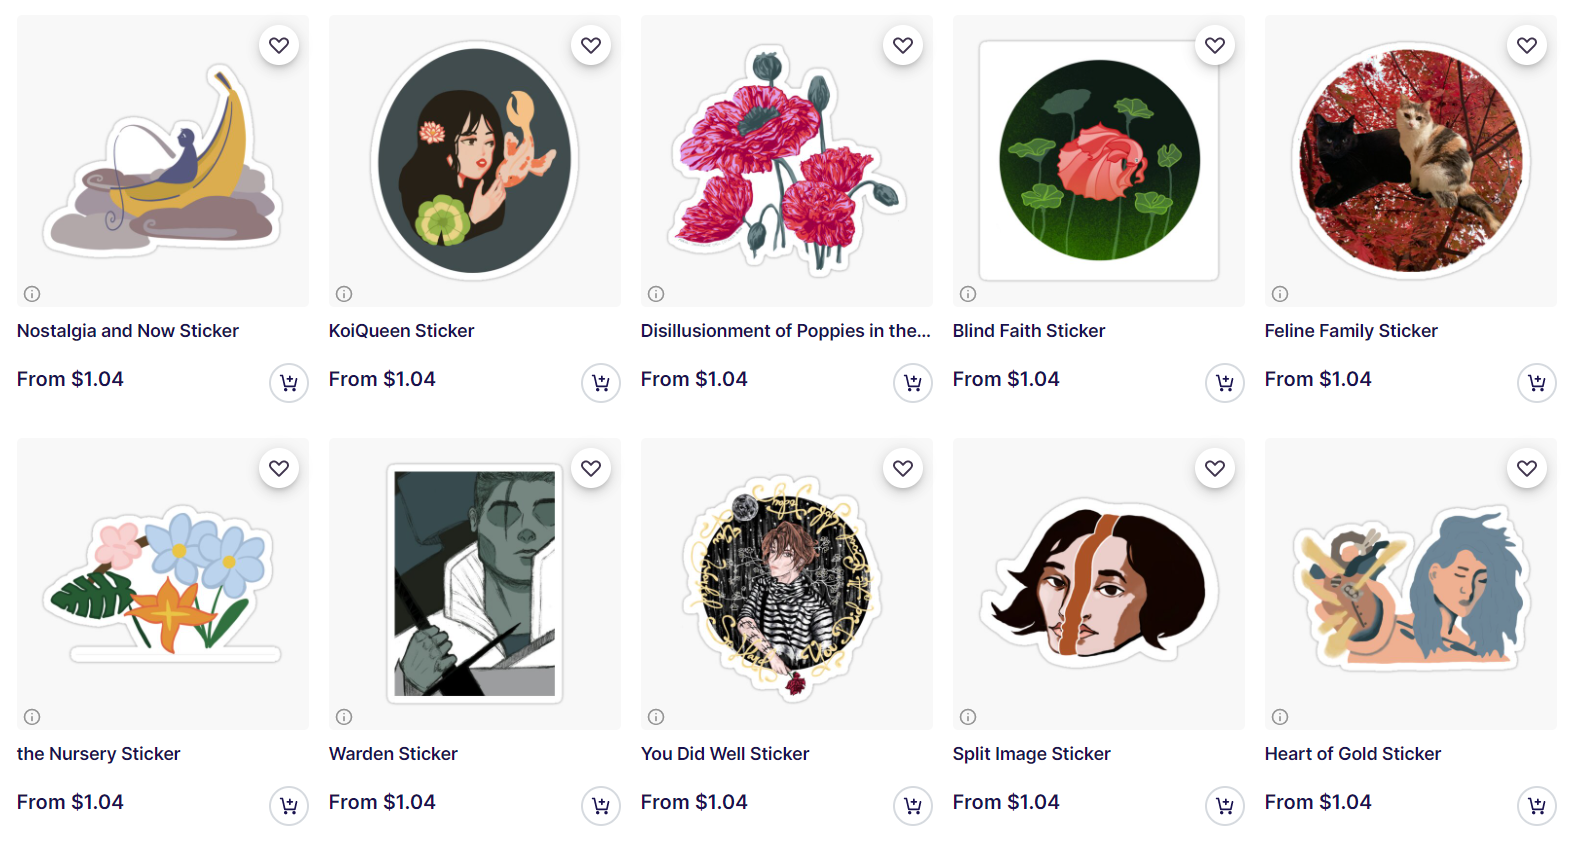 Nostalgia and Now Sticker
KoiQueen Sticker
Disillusionment of Poppies in the...
Blind Faith Sticker
Feline Family Sticker
From $1.04
From $1.04
From $1.04
From $1.04
From $1.04
the Nursery Sticker
Warden Sticker
You Did Well Sticker
Split Image Sticker
Heart of Gold Sticker
From $1.04
From $1.04
From $1.04
From $1.04
From $1.04